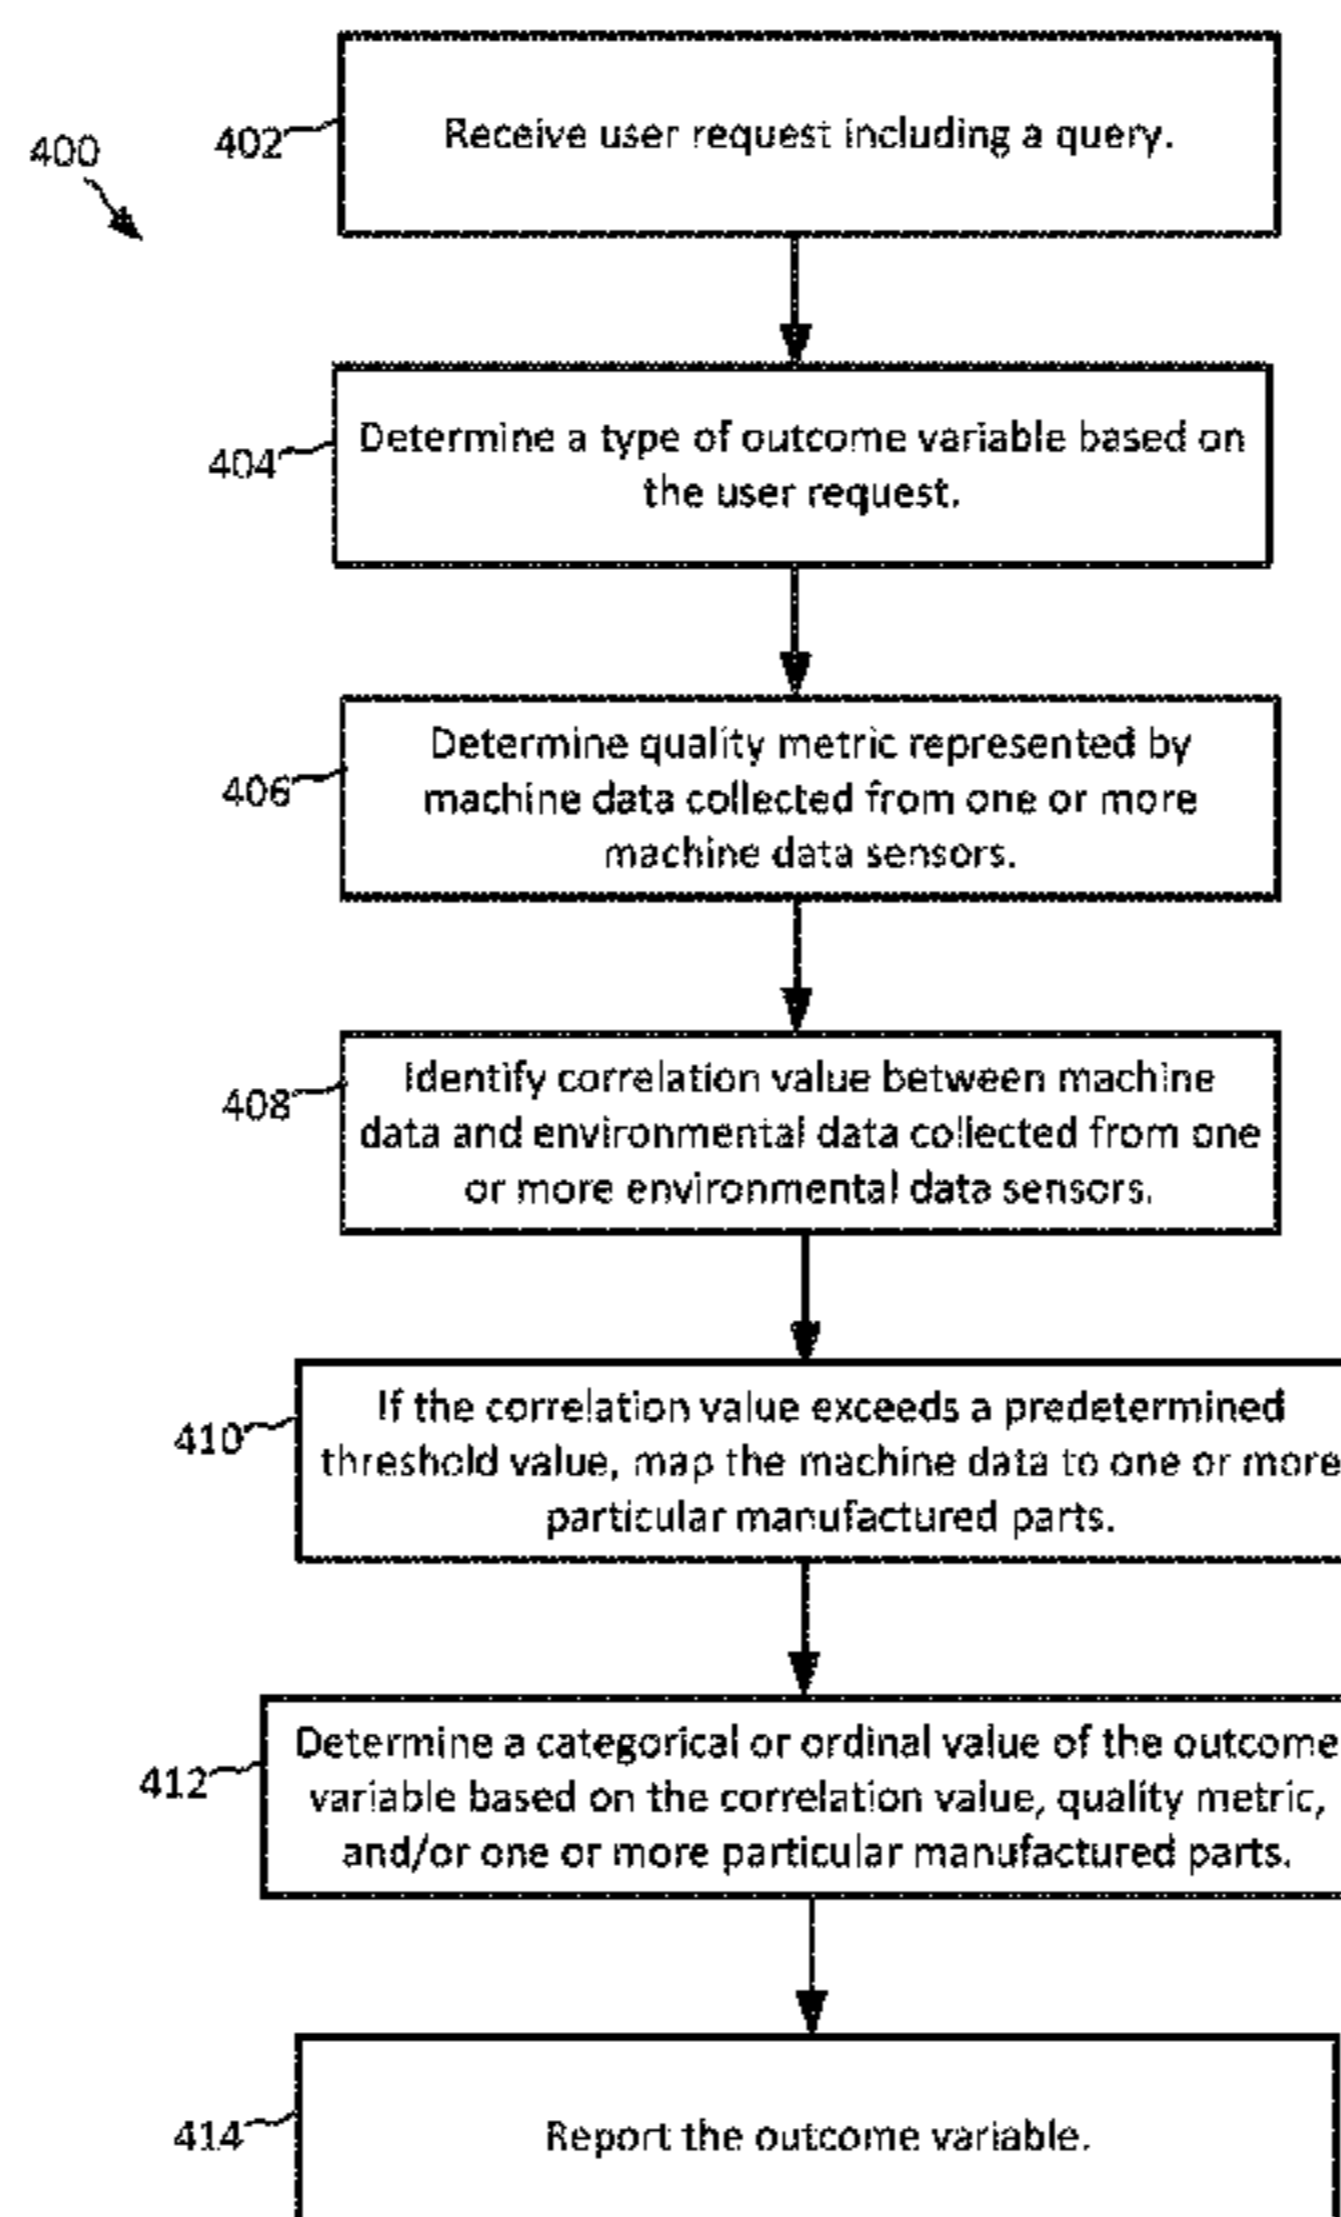 400
402
Receive user request including a query.
404
Determine a type of outcome variable based on
the user request.
406
Determine quality metric represented by
machine data collected from one or more
machine data sensors.
408
Identify correlation value between machine
data and environmental data collected from one
or more environmental data sensors.
410
If the correlation value exceeds a predetermined
threshold value, map the machine data to one or more
particular manufactured parts.
412
Determine a categorical or ordinal value of the outcome
variable based on the correlation value, quality metric,
and/or one or more particular manufactured parts.
414
Report the outcome variable.